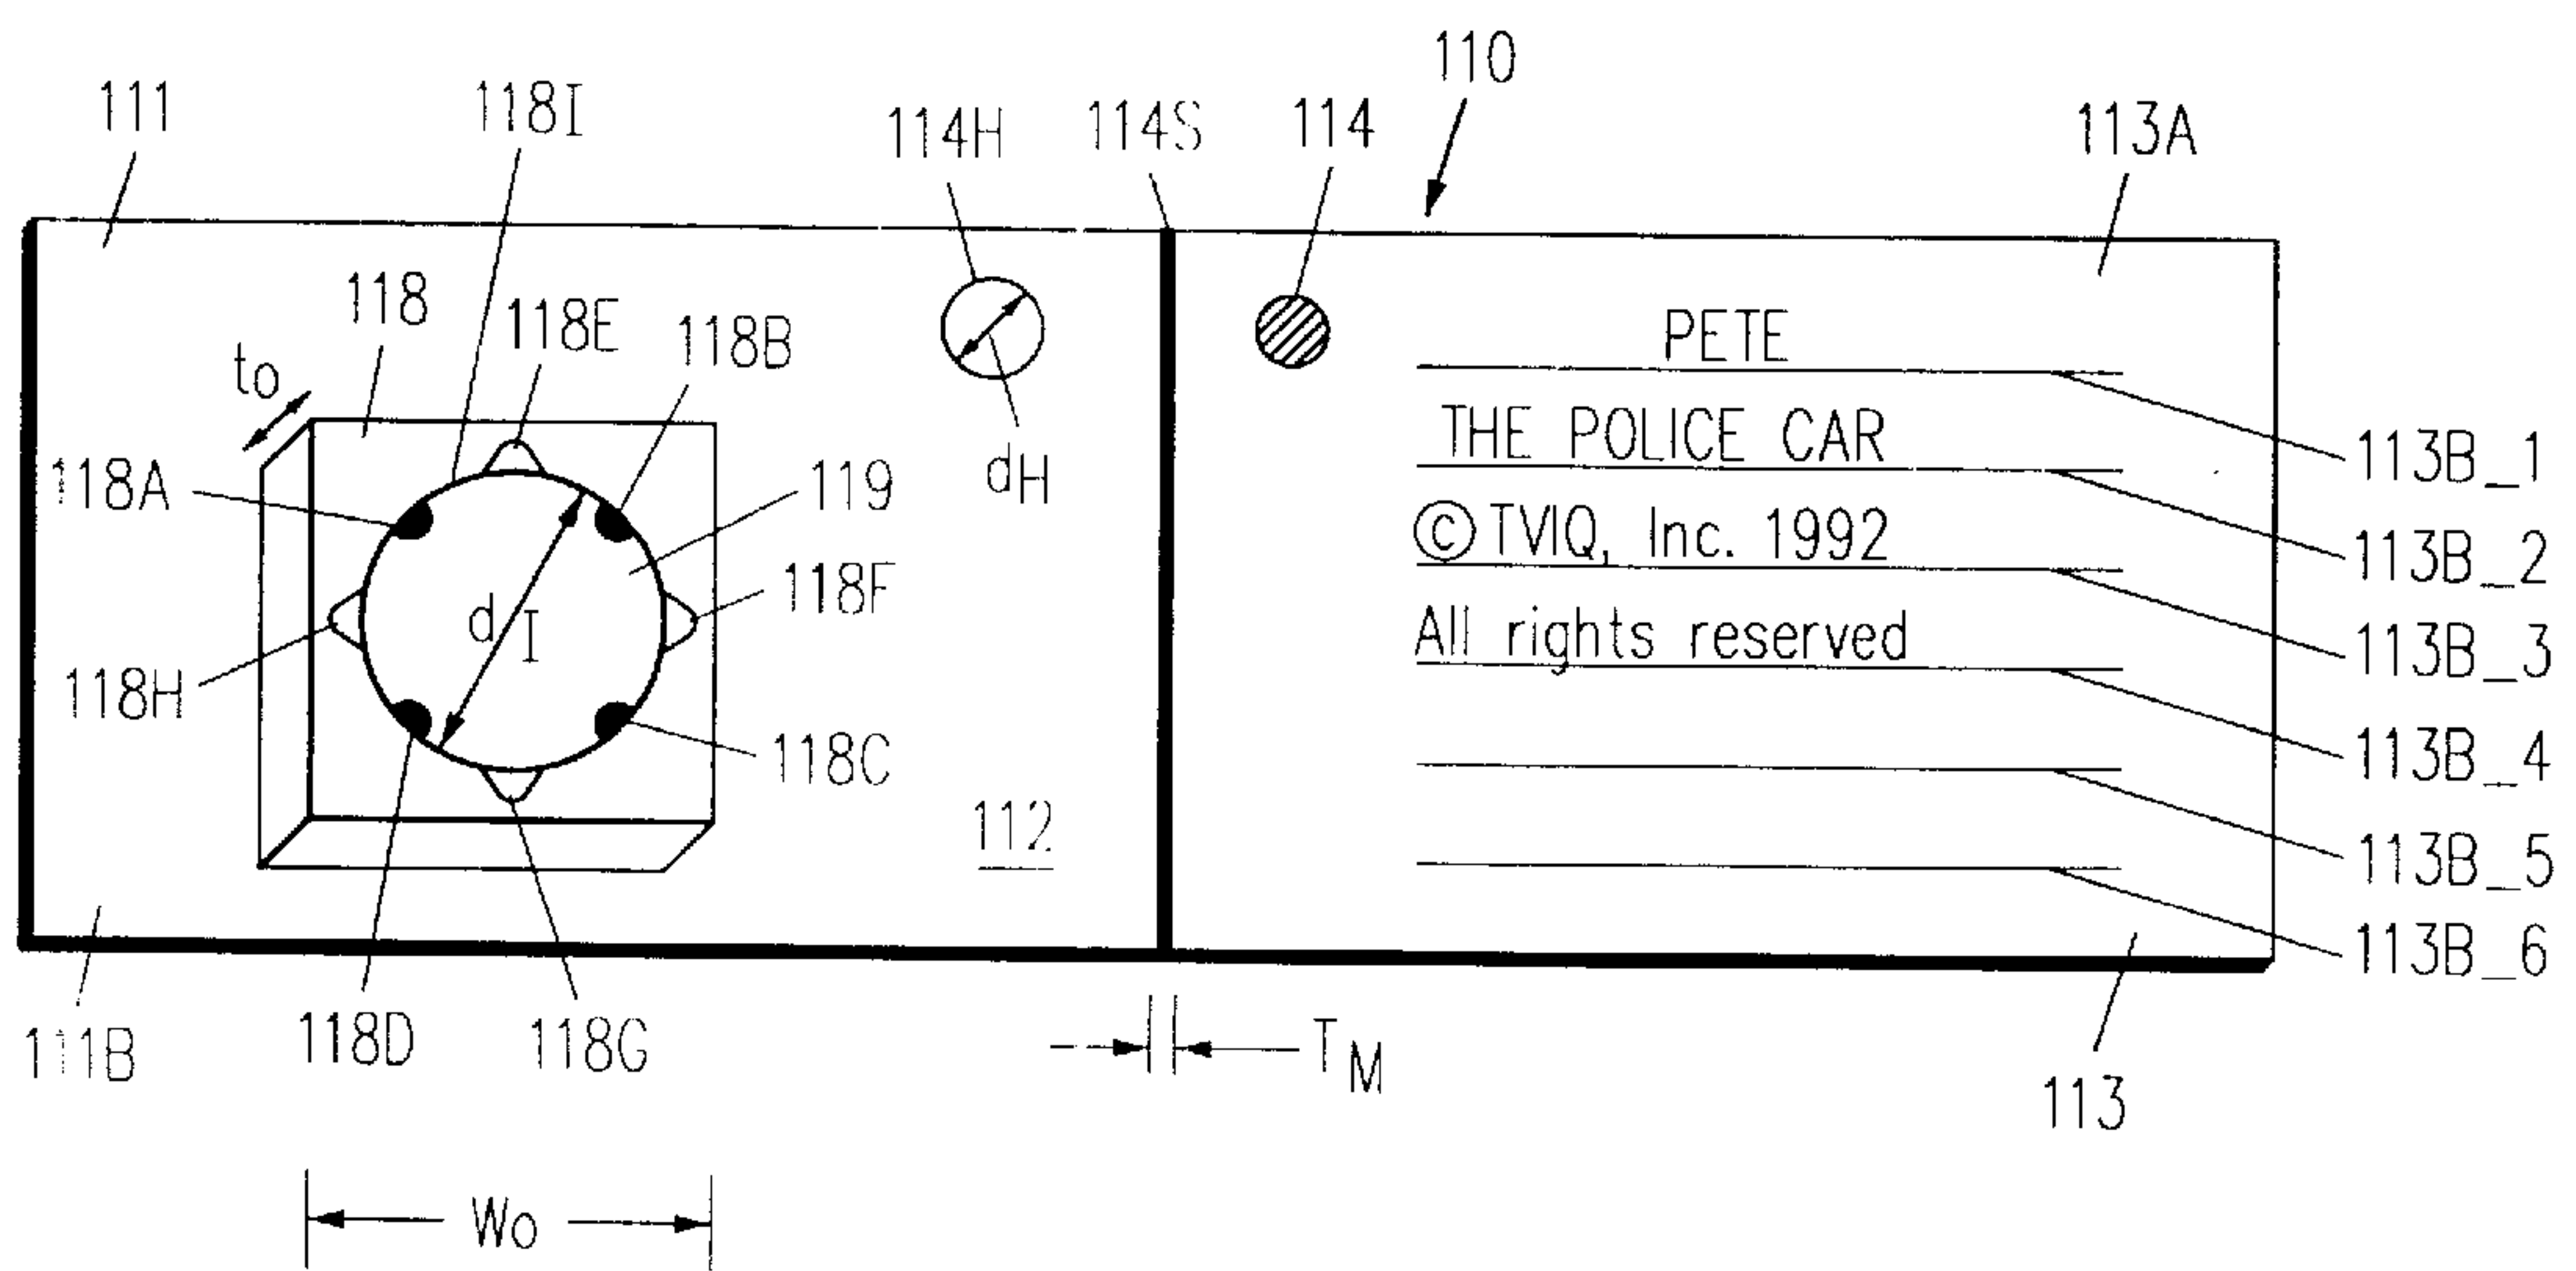 110
111
118I
114H
114S
114
113A
118
118E
118B
to
PETE
118A
119
dH
THE POLICE CAR
113B_1
© TVIQ, Inc. 1992
113B_2
118F
dI
All rights reserved
113B_3
118H
118C
113B_4
112
113B_5
113B_6
111B
118D
118G
TM
113
Wo